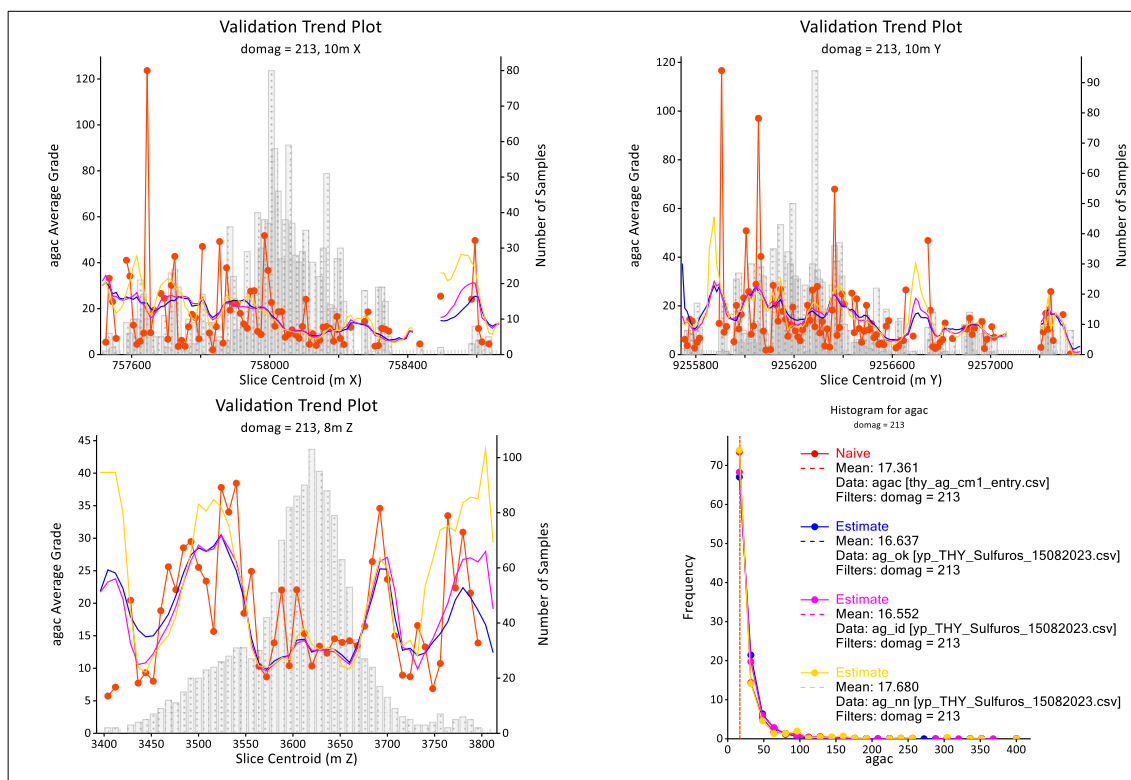 Validation Trend Plot
domag = 213, 10m X
agac Average Grade
0
20
40
60
80
100
120
757600
758000
758400
Slice Centroid (m X)
Number of Samples
0
10
20
30
40
50
60
70
80
Validation Trend Plot
domag = 213, 10m Y
agac Average Grade
0
20
40
60
80
100
120
9255800
9256200
9256600
9257000
Slice Centroid (m Y)
Number of Samples
0
10
20
30
40
50
60
70
80
90
Validation Trend Plot
domag = 213, 8m Z
agac Average Grade
0
5
10
15
20
25
30
35
40
45
3400
3450
3500
3550
3600
3650
3700
3750
3800
Slice Centroid (m Z)
Number of Samples
0
20
40
60
80
100
Histogram for agac
domag = 213
Frequency
0
10
20
30
40
50
60
70
0
50
100
150
200
250
300
350
400
agac
Naive
Mean: 17.361
Data: agac [thy_ag_cm1_entry.csv]
Filters: domag = 213
Estimate
Mean: 16.637
Data: ag_ok [yp_THY_Sulfuros_15082023.csv]
Filters: domag = 213
Estimate
Mean: 16.552
Data: ag_id [yp_THY_Sulfuros_15082023.csv]
Filters: domag = 213
Estimate
Mean: 17.680
Data: ag_nn [yp_THY_Sulfuros_15082023.csv]
Filters: domag = 213